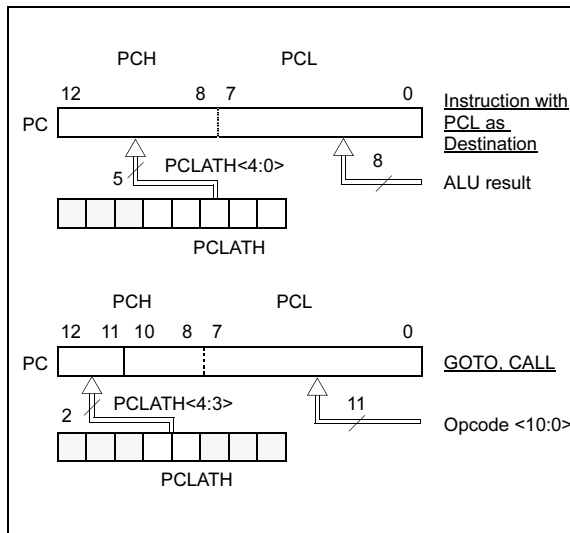 PCH PCL
12 8 7 0
PC
Instruction with
PCL as
Destination
5 PCLATH<4:0>
8
ALU result
PCLATH
PCH PCL
12 11 10 8 7 0
PC
GOTO, CALL
2 PCLATH<4:3>
11
Opcode <10:0>
PCLATH